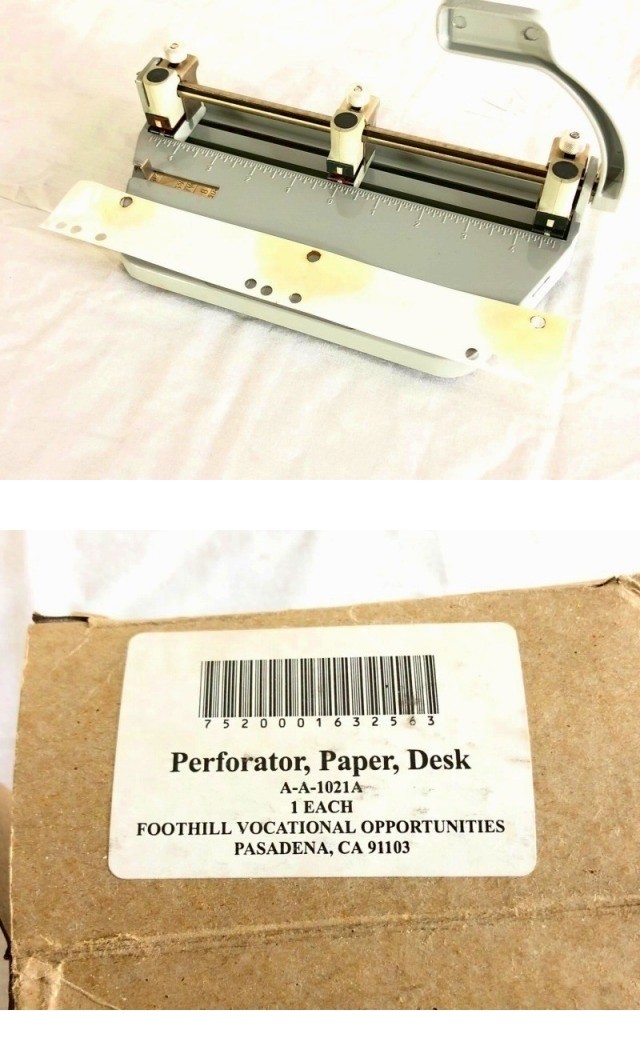 7520001632563
Perforator, Paper, Desk
A-A-1021A
1 EACH
FOOTHILL VOCATIONAL OPPORTUNITIES
PASADENA, CA 91103